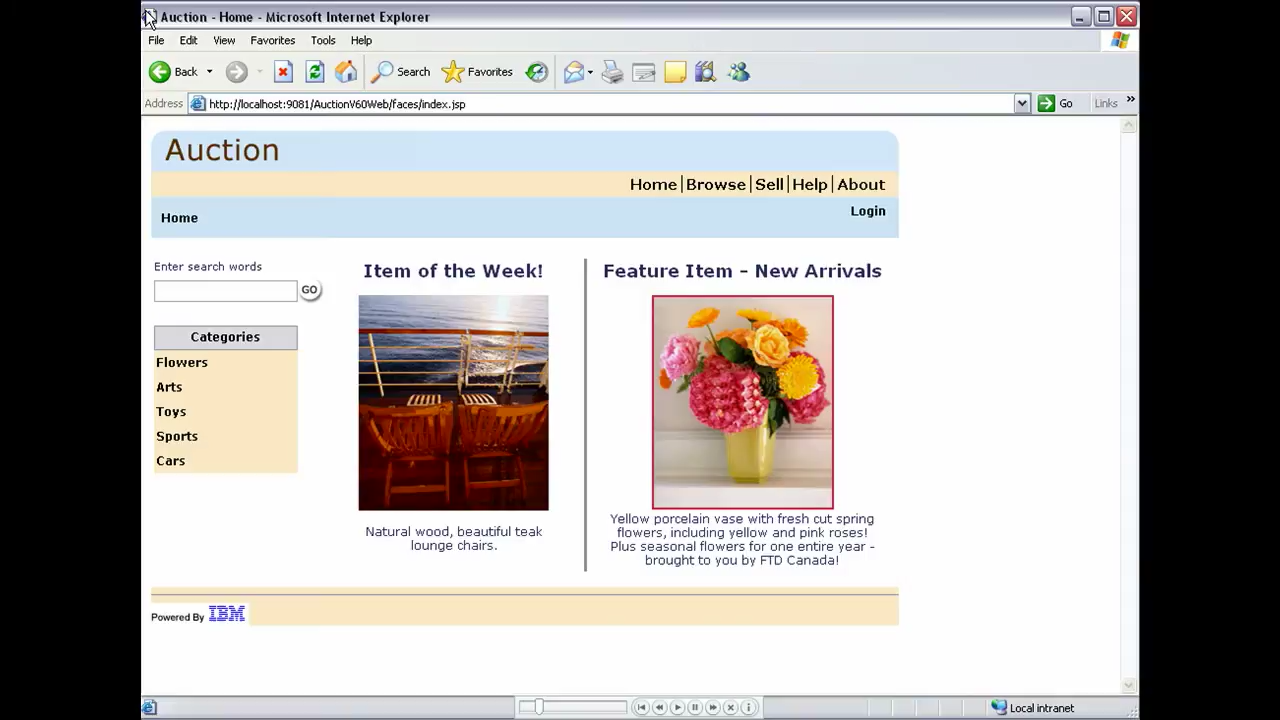 Auction - Home - Microsoft Internet Explorer
File Edit View Favorites Tools Help
Back Search Favorites
Address http://localhost:9081/AuctionV60Web/faces/index.jsp Go Links »
Auction
Home Browse Sell Help About
Home
Login
Enter search words
GO
Categories
Flowers
Arts
Toys
Sports
Cars
Item of the Week!
Natural wood, beautiful teak
lounge chairs.
Feature Item - New Arrivals
Yellow porcelain vase with fresh cut spring
flowers, including yellow and pink roses!
Plus seasonal flowers for one entire year -
brought to you by FTD Canada!
Powered By IBM
Local intranet